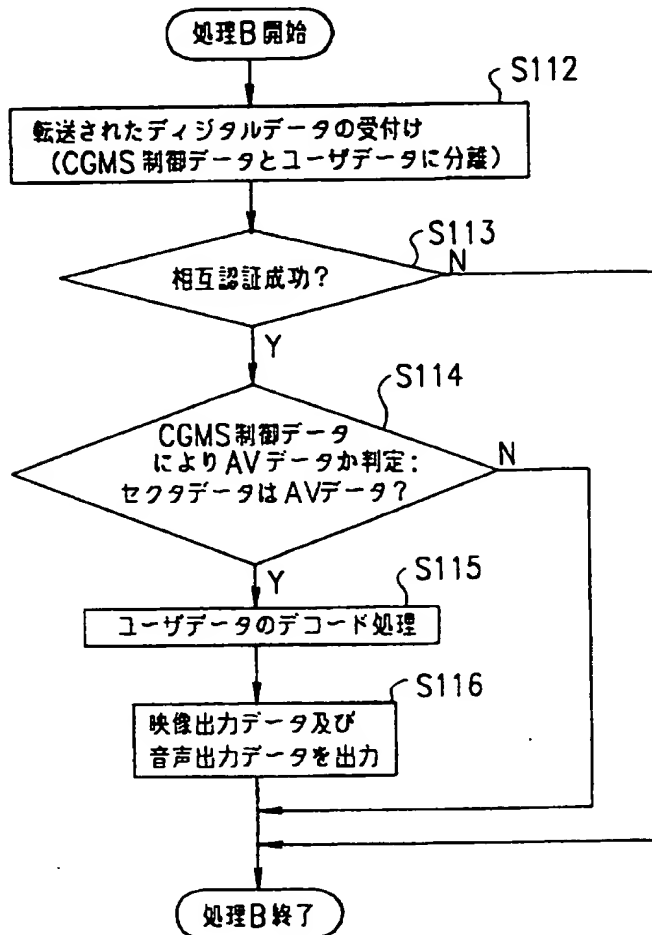 処理B開始
S112
転送されたディジタルデータの受付け
(CGMS制御データとユーザデータに分離)
S113
相互認証成功?
N
Y
S114
CGMS制御データ
によりAVデータか判定:
セクタデータはAVデータ?
N
Y
S115
ユーザデータのデコード処理
S116
映像出力データ及び
音声出力データを出力
処理B終了